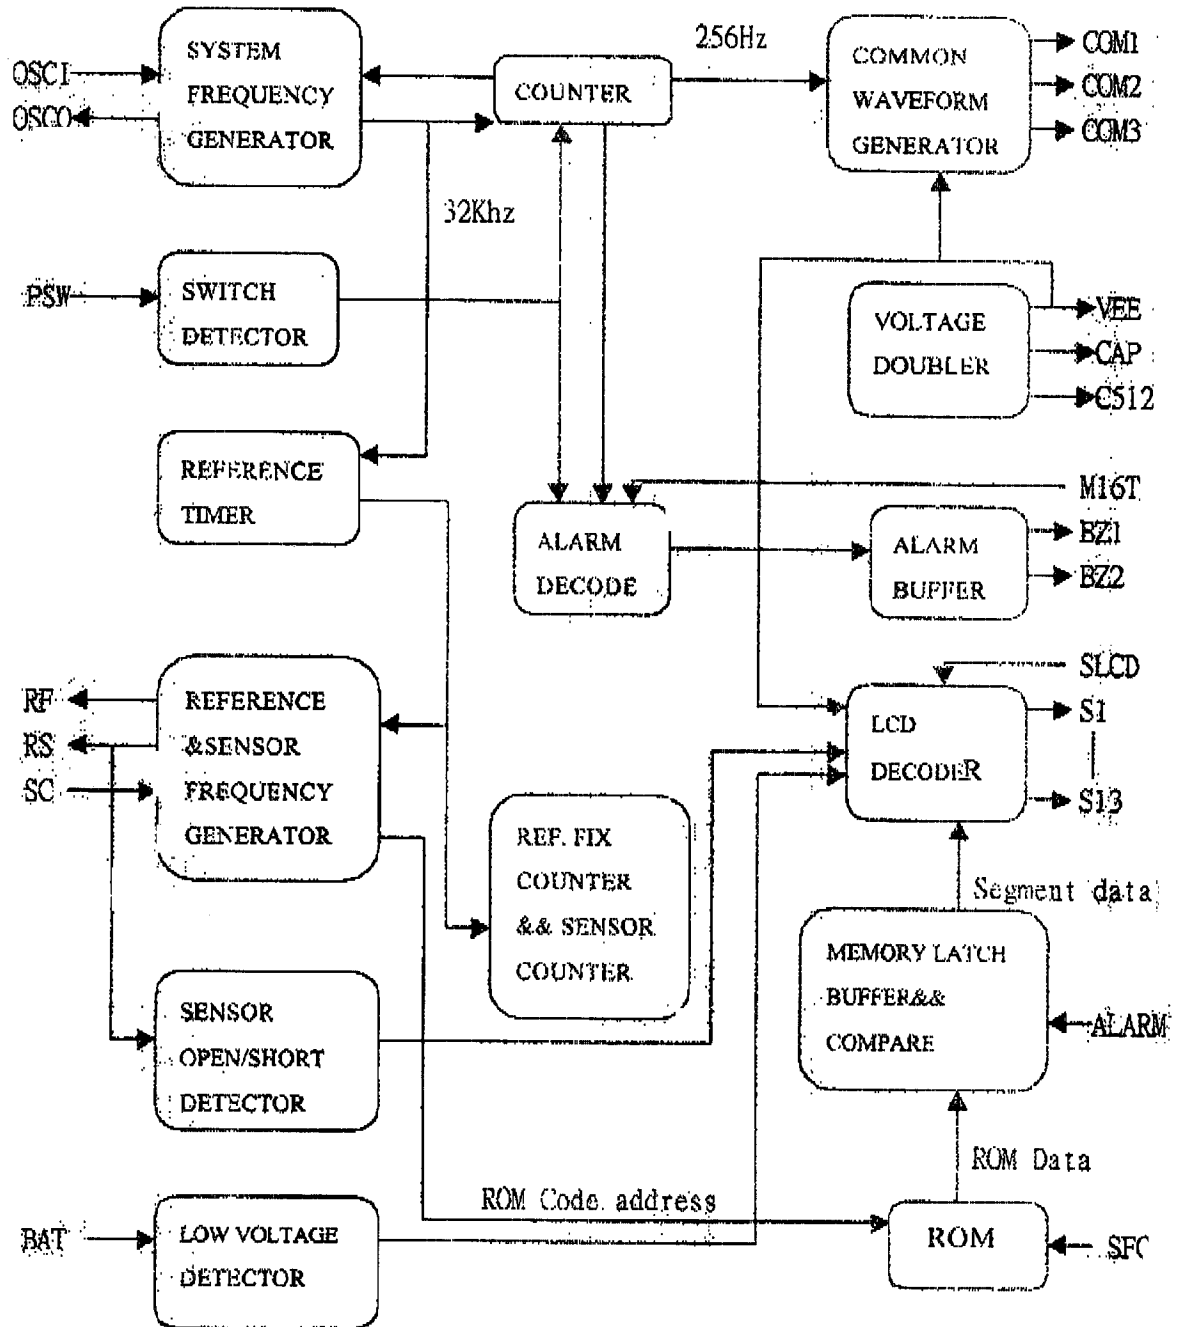 256Hz
SYSTEM
FREQUENCY
GENERATOR
OSCI
OSCO
COUNTER
COMMON
WAVEFORM
GENERATOR
COM1
COM2
COM3
32Khz
PSW
SWITCH
DETECTOR
VOLTAGE
DOUBLER
VEE
CAP
C512
REFERENCE
TIMER
M16T
ALARM
DECODE
ALARM
BUFFER
BZ1
BZ2
SLCD
RF
RS
SC
REFERENCE
&SENSOR
FREQUENCY
GENERATOR
LCD
DECODER
S1
S13
REF. FIX
COUNTER
&& SENSOR
COUNTER
Segment data
MEMORY LATCH
BUFFER&&
COMPARE
ALARM
SENSOR
OPEN/SHORT
DETECTOR
ROM Data
ROM Code address
BAT
LOW VOLTAGE
DETECTOR
ROM
SFC